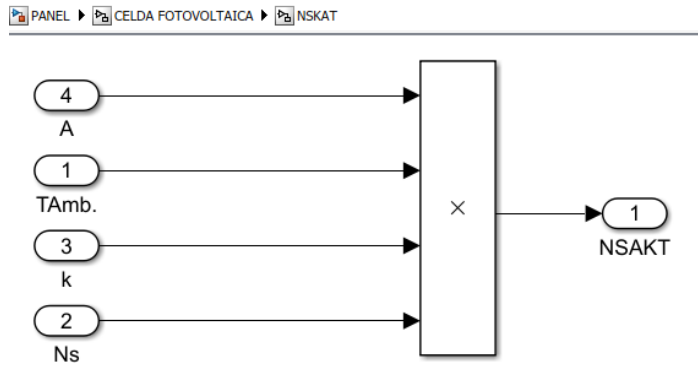 PANEL CELDA FOTOVOLTAICA NSKAT
4
A
1
TAmb.
3
k
2
Ns
×
1
NSAKT